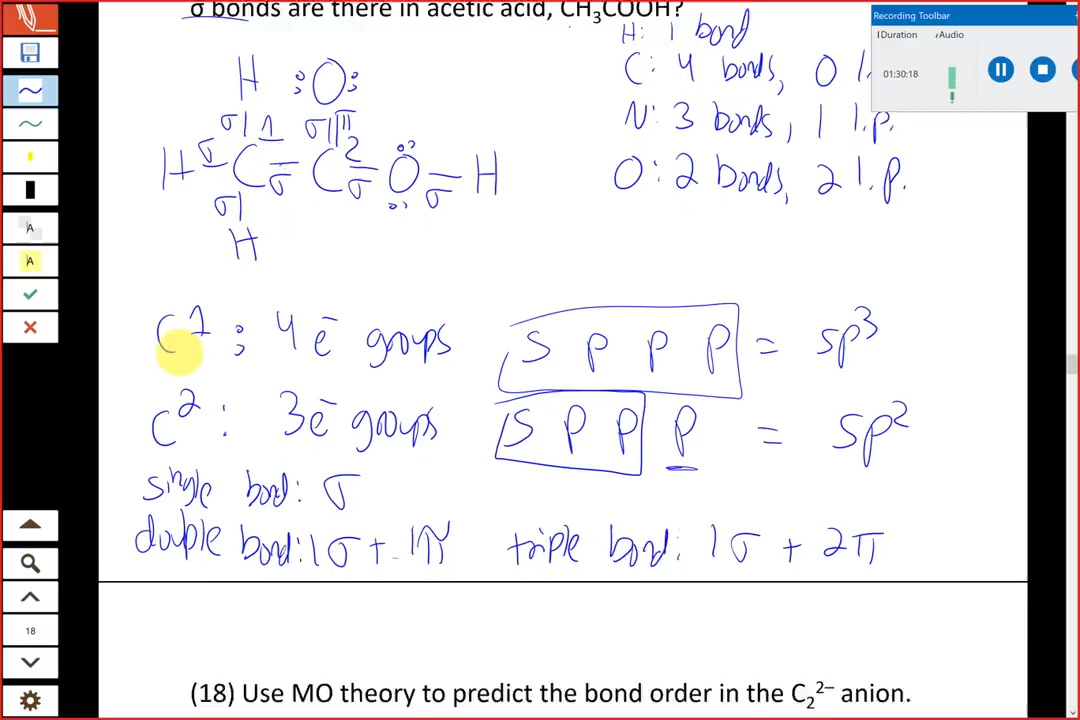 σ bonds are there in acetic acid, CH₃COOH?
Recording Toolbar
Duration
Audio
01:30:18
H: 1 bond
C: 4 bonds, 0 l.
N: 3 bonds, 1 l.p.
O: 2 bonds, 2 l.p.
H O
σ 1 σ π
H σ C σ C 2 σ O σ H
σ
H
C¹ : 4 e⁻ groups s p p p = sp³
C² : 3e⁻ groups s p p p = sp²
single bond: σ
double bond: 1σ + 1π triple bond: 1σ + 2π
(18) Use MO theory to predict the bond order in the C₂²⁻ anion.
A
A
18